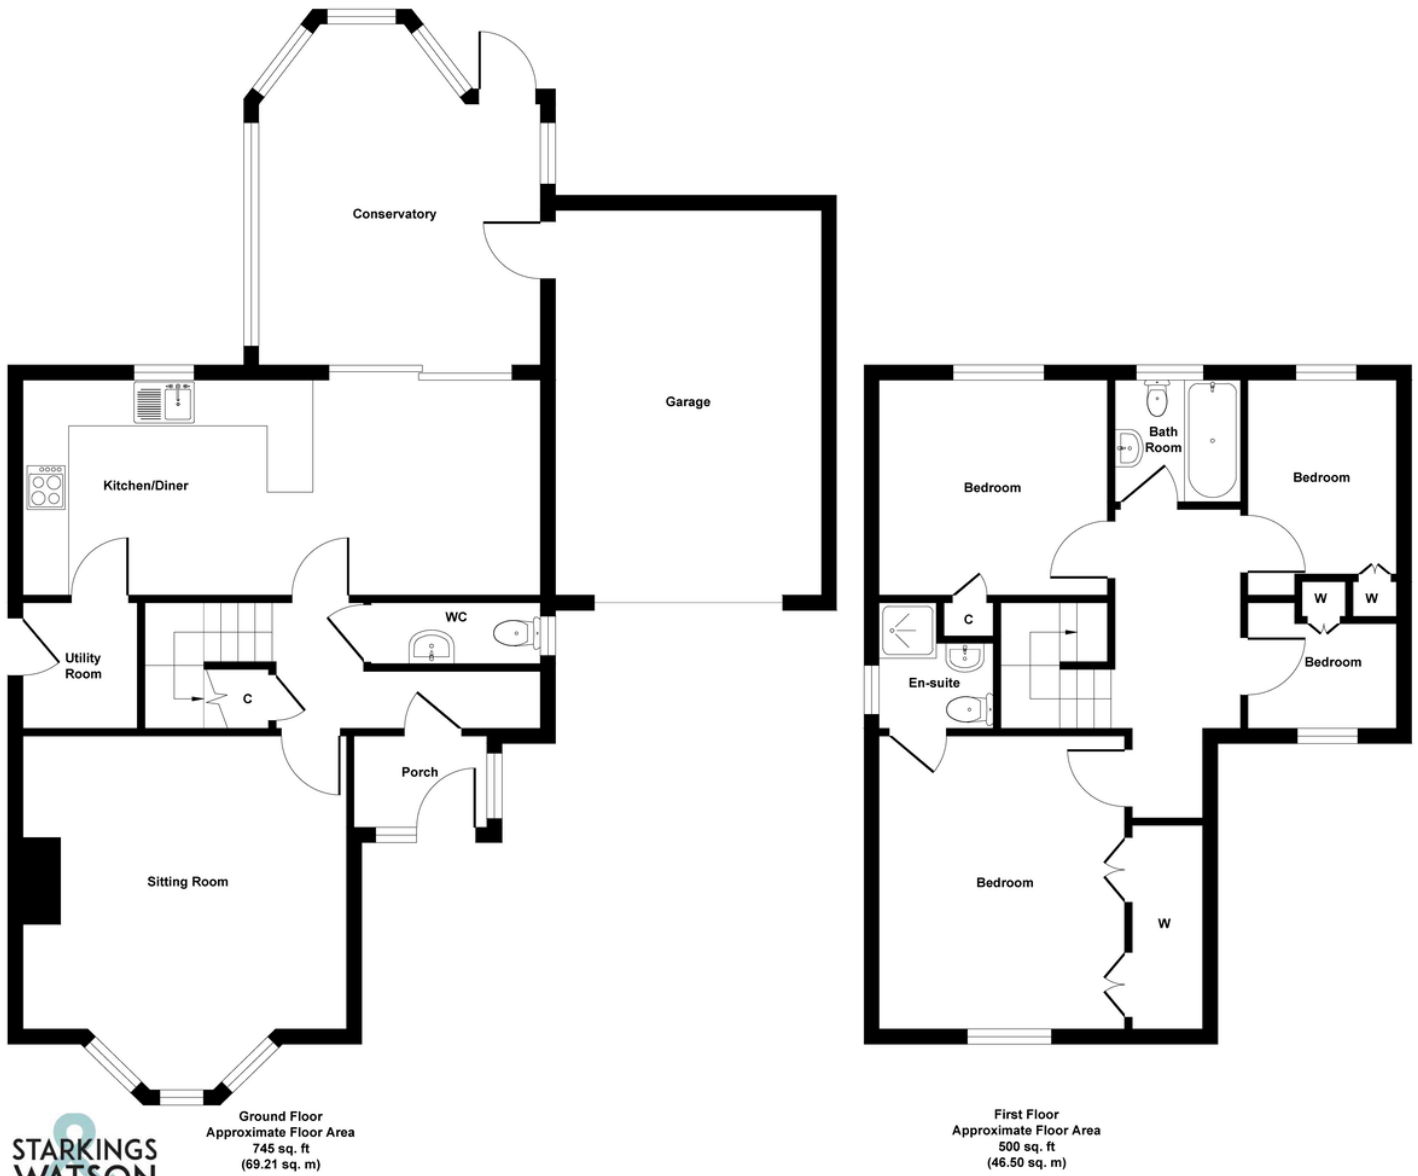 Conservatory
Garage
Kitchen/Diner
WC
Utility
Room
C
Porch
Sitting Room
Bedroom
Bath
Room
Bedroom
W
W
C
En-suite
Bedroom
Bedroom
W
Ground Floor
Approximate Floor Area
745 sq. ft
(69.21 sq. m)
First Floor
Approximate Floor Area
500 sq. ft
(46.50 sq. m)
STARKINGS
WATSON